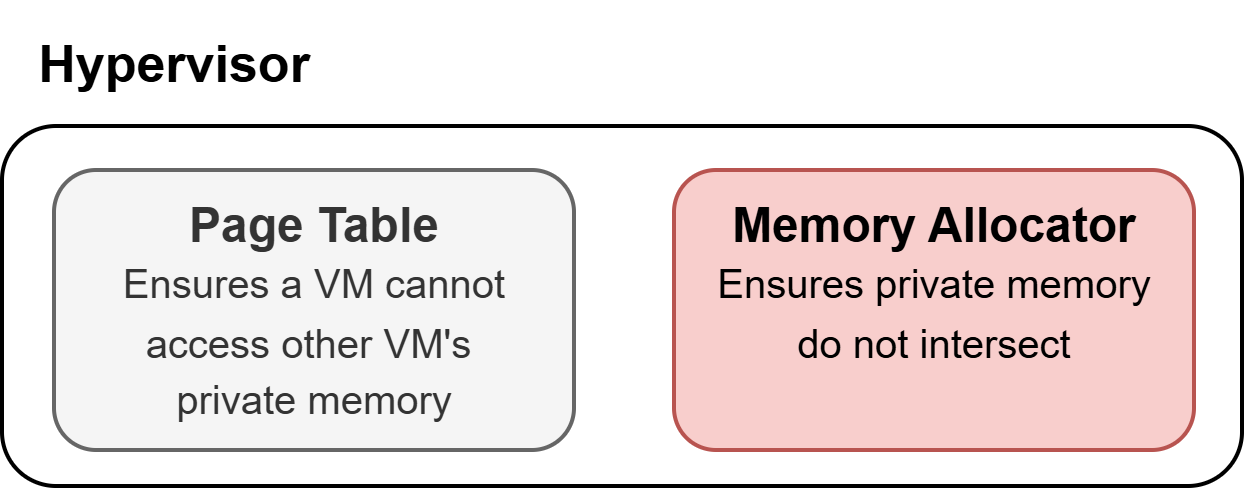 Hypervisor
Page Table
Ensures a VM cannot
access other VM's
private memory
Memory Allocator
Ensures private memory
do not intersect